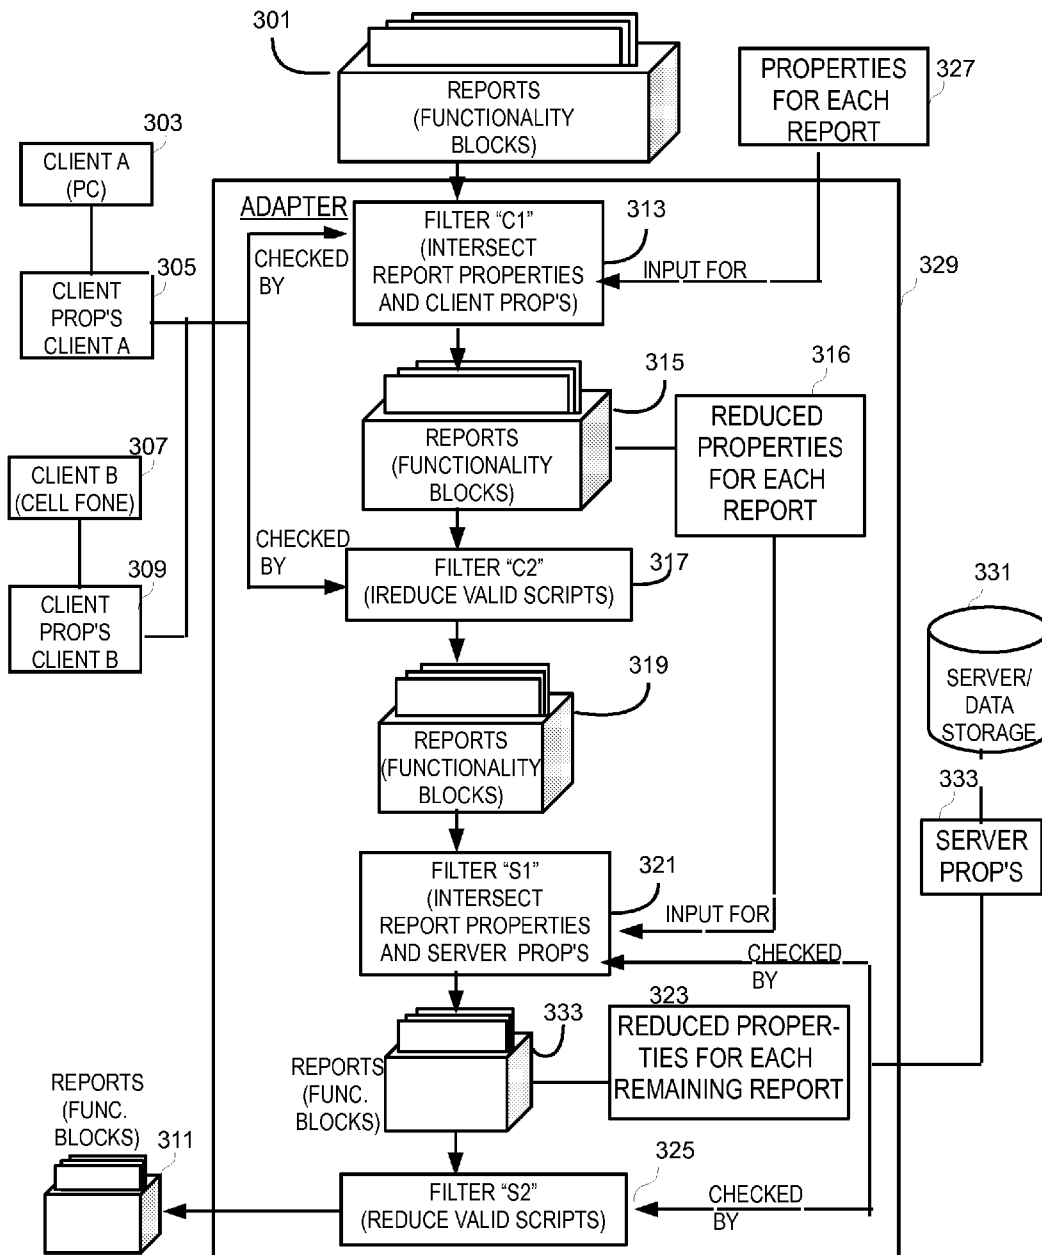 301
REPORTS
(FUNCTIONALITY
BLOCKS)
PROPERTIES
FOR EACH
REPORT
327
303
CLIENT A
(PC)
ADAPTER
FILTER “C1”
(INTERSECT
REPORT PROPERTIES
AND CLIENT PROP'S)
313
CHECKED
BY
INPUT FOR
305
CLIENT
PROP'S
CLIENT A
329
315
316
REPORTS
(FUNCTIONALITY
BLOCKS)
REDUCED
PROPERTIES
FOR EACH
REPORT
307
CLIENT B
(CELL FONE)
CHECKED
BY
FILTER “C2”
(IREDUCE VALID SCRIPTS)
317
309
CLIENT
PROP'S
CLIENT B
331
SERVER/
DATA
STORAGE
319
REPORTS
(FUNCTIONALITY
BLOCKS)
333
SERVER
PROP'S
FILTER “S1”
(INTERSECT
REPORT PROPERTIES
AND SERVER PROP'S
321
INPUT FOR
CHECKED
BY
333
323
REDUCED PROPER-
TIES FOR EACH
REMAINING REPORT
REPORTS
(FUNC.
BLOCKS)
REPORTS
(FUNC.
BLOCKS)
311
FILTER “S2”
(REDUCE VALID SCRIPTS)
325
CHECKED
BY